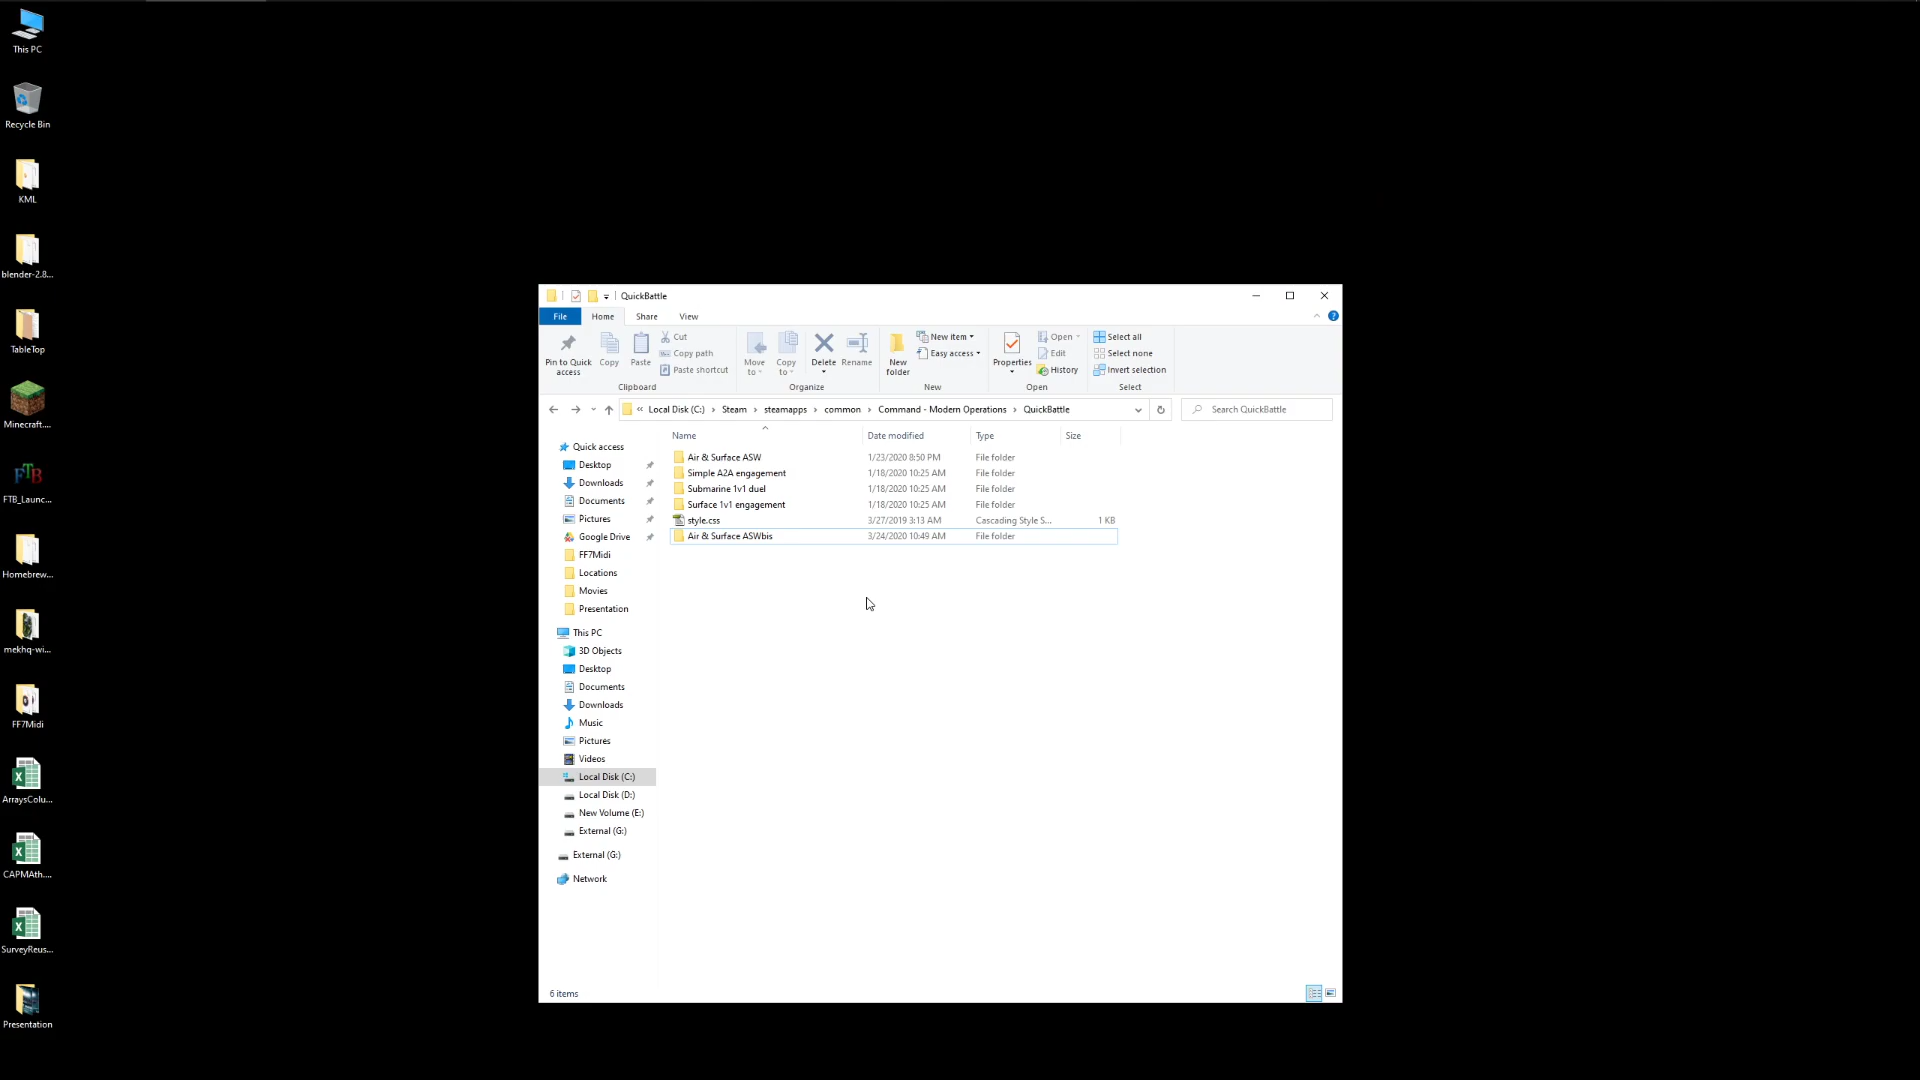 This PC
Recycle Bin
KML
blender-2.8...
TableTop
Minecraft....
FTB
FTB_Launc...
Homebrew...
mekhq-wi...
FF7Midi
ArraysColu...
CAPMAth....
SurveyReus...
Presentation
QuickBattle
File Home Share View
Pin to Quick access
Copy
Paste
Cut
Copy path
Paste shortcut
Clipboard
Move to
Copy to
Delete
Rename
Organize
New folder
New item
Easy access
New
Properties
Open
Edit
History
Open
Select all
Select none
Invert selection
Select
« Local Disk (C:) › Steam › steamapps › common › Command - Modern Operations › QuickBattle
Search QuickBattle
Name Date modified Type Size
Air & Surface ASW 1/23/2020 8:50 PM File folder
Simple A2A engagement 1/18/2020 10:25 AM File folder
Submarine 1v1 duel 1/18/2020 10:25 AM File folder
Surface 1v1 engagement 1/18/2020 10:25 AM File folder
style.css 3/27/2019 3:13 AM Cascading Style S... 1 KB
Air & Surface ASWbis 3/24/2020 10:49 AM File folder
Quick access
Desktop
Downloads
Documents
Pictures
Google Drive
FF7Midi
Locations
Movies
Presentation
This PC
3D Objects
Desktop
Documents
Downloads
Music
Pictures
Videos
Local Disk (C:)
Local Disk (D:)
New Volume (E:)
External (G:)
External (G:)
Network
6 items